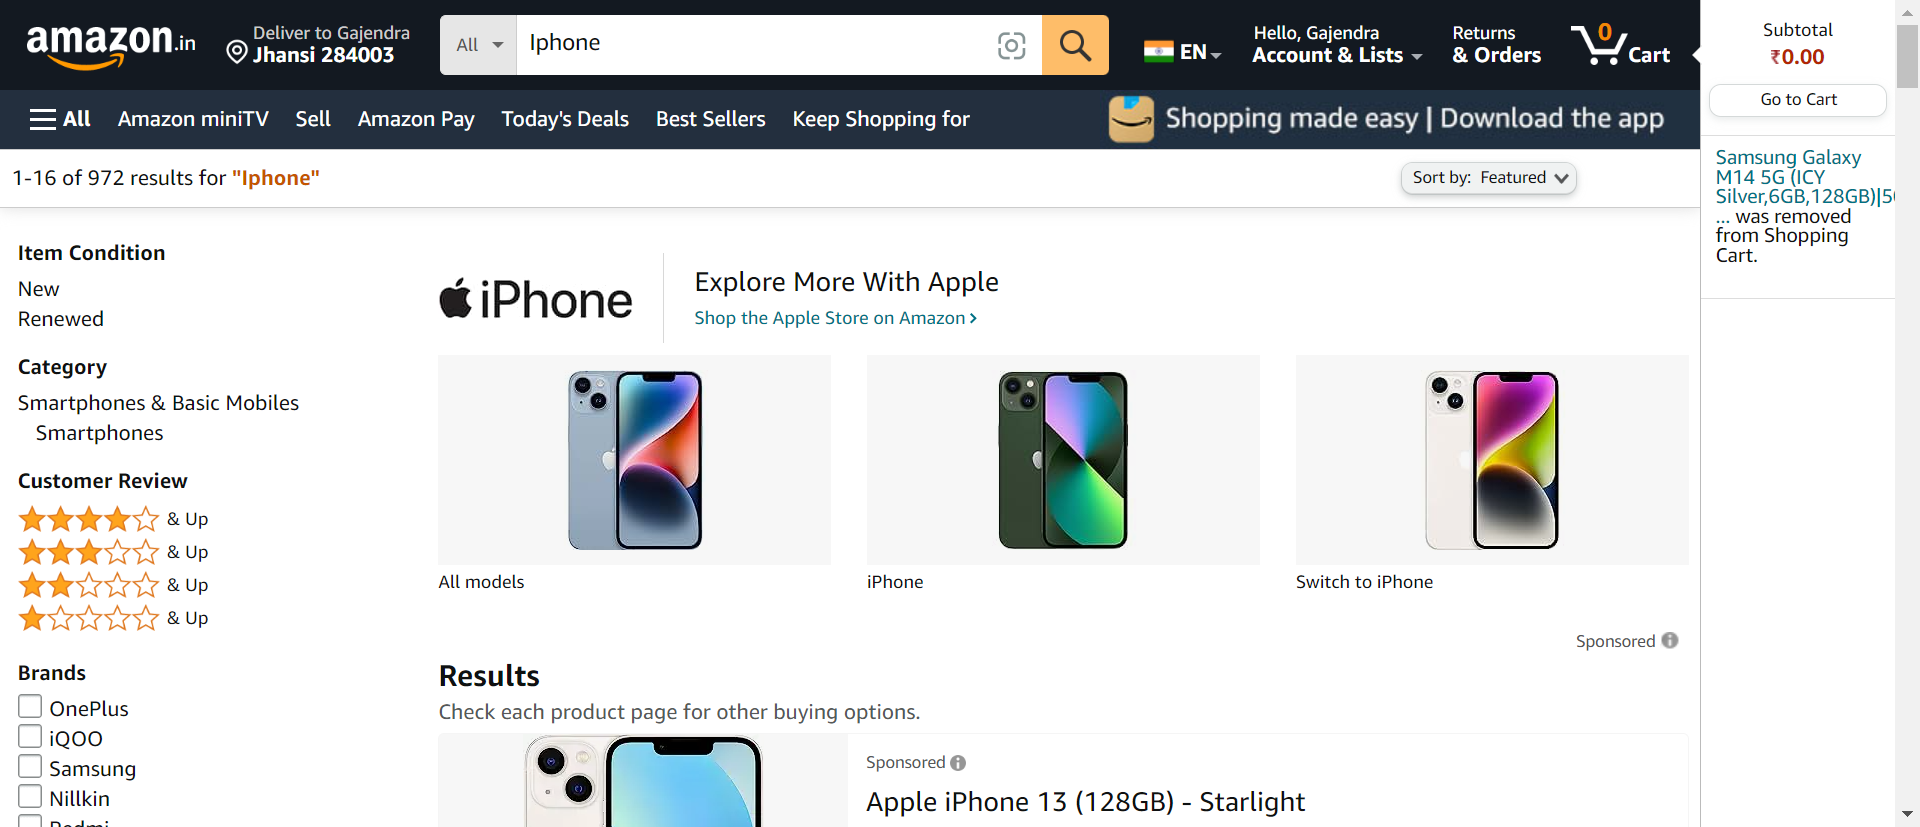 amazon.in
Deliver to Gajendra
Jhansi 284003
All
Iphone
EN
Hello, Gajendra
Account & Lists
Returns
& Orders
0
Cart
Subtotal
₹0.00
Go to Cart
All
Amazon miniTV
Sell
Amazon Pay
Today's Deals
Best Sellers
Keep Shopping for
Shopping made easy | Download the app
1-16 of 972 results for "Iphone"
Sort by: Featured
Samsung Galaxy
M14 5G (ICY
Silver,6GB,128GB)|5
... was removed
from Shopping
Cart.
Item Condition
New
Renewed
Category
Smartphones & Basic Mobiles
Smartphones
Customer Review
& Up
& Up
& Up
& Up
Brands
OnePlus
iQOO
Samsung
Nillkin
iPhone
Explore More With Apple
Shop the Apple Store on Amazon ›
All models
iPhone
Switch to iPhone
Sponsored
Results
Check each product page for other buying options.
Sponsored
Apple iPhone 13 (128GB) - Starlight